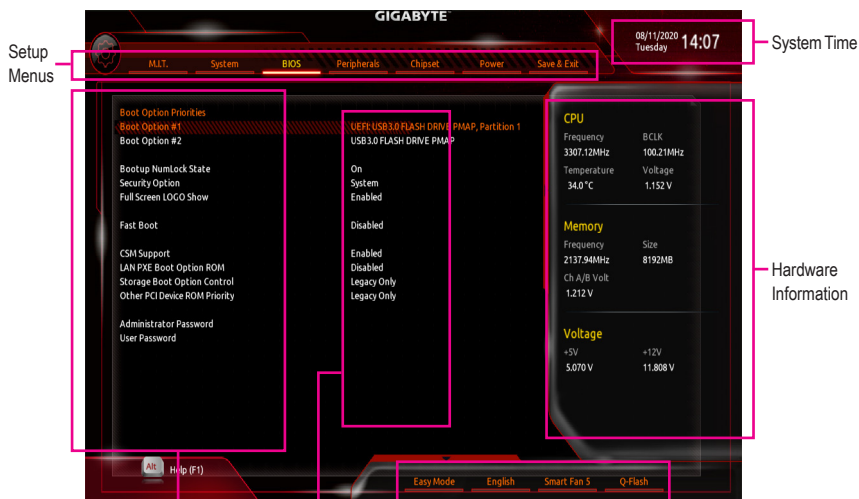 GIGABYTE™
08/11/2020 14:07
Tuesday
System Time
Setup
Menus
M.I.T. System BIOS Peripherals Chipset Power Save & Exit
Boot Option Priorities
Boot Option #1 UEFI: USB3.0 FLASH DRIVE PMAP, Partition 1
Boot Option #2 USB3.0 FLASH DRIVE PMAP
Bootup NumLock State On
Security Option System
Full Screen LOGO Show Enabled
Fast Boot Disabled
CSM Support Enabled
LAN PXE Boot Option ROM Disabled
Storage Boot Option Control Legacy Only
Other PCI Device ROM Priority Legacy Only
Administrator Password
User Password
CPU
Frequency BCLK
3307.12MHz 100.21MHz
Temperature Voltage
34.0 °C 1.152 V
Memory
Frequency Size
2137.94MHz 8192MB
Ch A/B Volt
1.212 V
Voltage
+5V +12V
5.070 V 11.808 V
Hardware
Information
Alt Help (F1)
Easy Mode English Smart Fan 5 Q-Flash